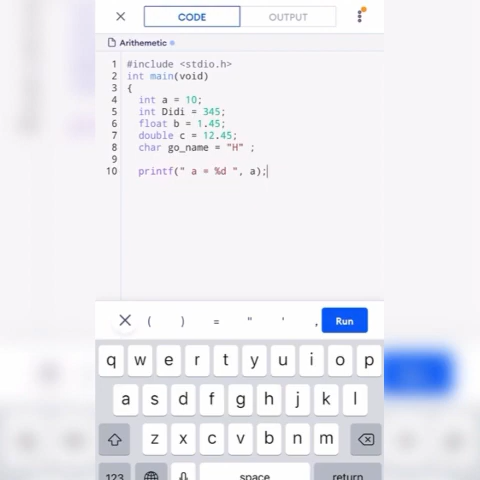 CODE OUTPUT
Arithemetic
1 #include <stdio.h>
2 int main(void)
3 {
4 int a = 10;
5 int Didi = 345;
6 float b = 1.45;
7 double c = 12.45;
8 char go_name = "H" ;
9
10 printf(" a = %d ", a);
( ) = " ' , Run
q w e r t y u i o p
a s d f g h j k l
z x c v b n m
123 space return